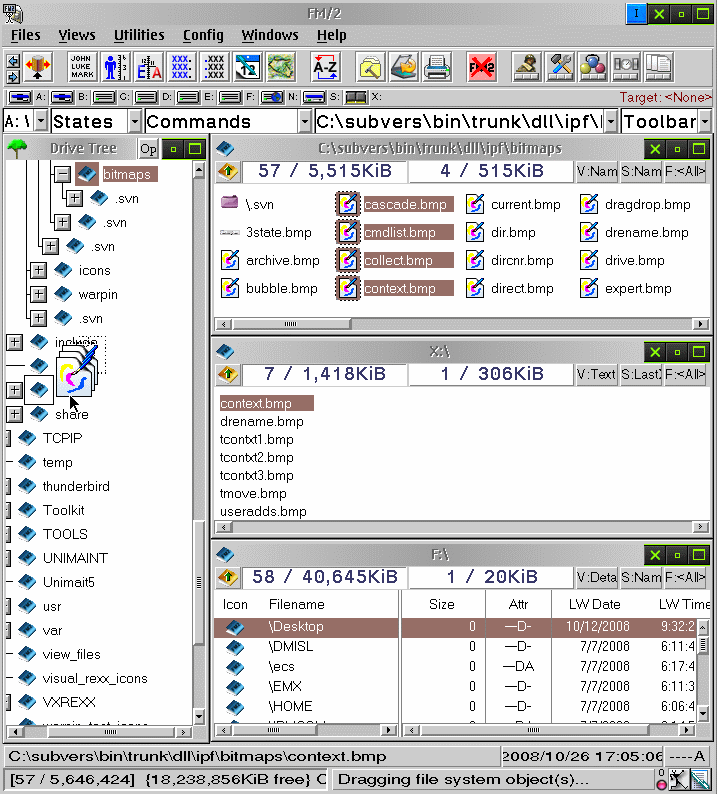 FM/2
Files Views Utilities Config Windows Help
JOHN LUKE MARK
A-Z
FM/2
A: B: C: D: E: F: N: S: X: Target: <None>
A:\ States Commands C:\subvers\bin\trunk\dll\ipf\ Toolbar
Drive Tree Op
bitmaps
.svn
.svn
.svn
icons
warpin
.svn
include
share
TCPIP
temp
thunderbird
Toolkit
TOOLS
UNIMAINT
Unimait5
usr
var
view_files
visual_rexx_icons
VXREXX
warpin_test_icons
C:\subvers\bin\trunk\dll\ipf\bitmaps
57 / 5,515KiB 4 / 515KiB V:Nam S:Nam F:<All>
\.svn cascade.bmp current.bmp dragdrop.bmp
3state.bmp cmdlist.bmp dir.bmp drename.bmp
archive.bmp collect.bmp dircnr.bmp drive.bmp
bubble.bmp context.bmp direct.bmp expert.bmp
X:\
7 / 1,418KiB 1 / 306KiB V:Text S:Last F:<All>
context.bmp
drename.bmp
tcontxt1.bmp
tcontxt2.bmp
tcontxt3.bmp
tmove.bmp
useradds.bmp
F:\
58 / 40,645KiB 1 / 20KiB V:Deta S:Nam F:<All>
Icon Filename Size Attr LW Date LW Time
\Desktop 0 —D- 10/12/2008 9:32:2
\DMISL 0 —D- 7/7/2008 6:11:4
\ecs 0 —DA 7/7/2008 6:17:4
\EMX 0 —D- 7/7/2008 6:11:3
\HOME 0 —D- 7/7/2008 6:06:4
C:\subvers\bin\trunk\dll\ipf\bitmaps\context.bmp 2008/10/26 17:05:06 ----A
[57 / 5,646,424] {18,238,856KiB free} C Dragging file system object(s)... 0